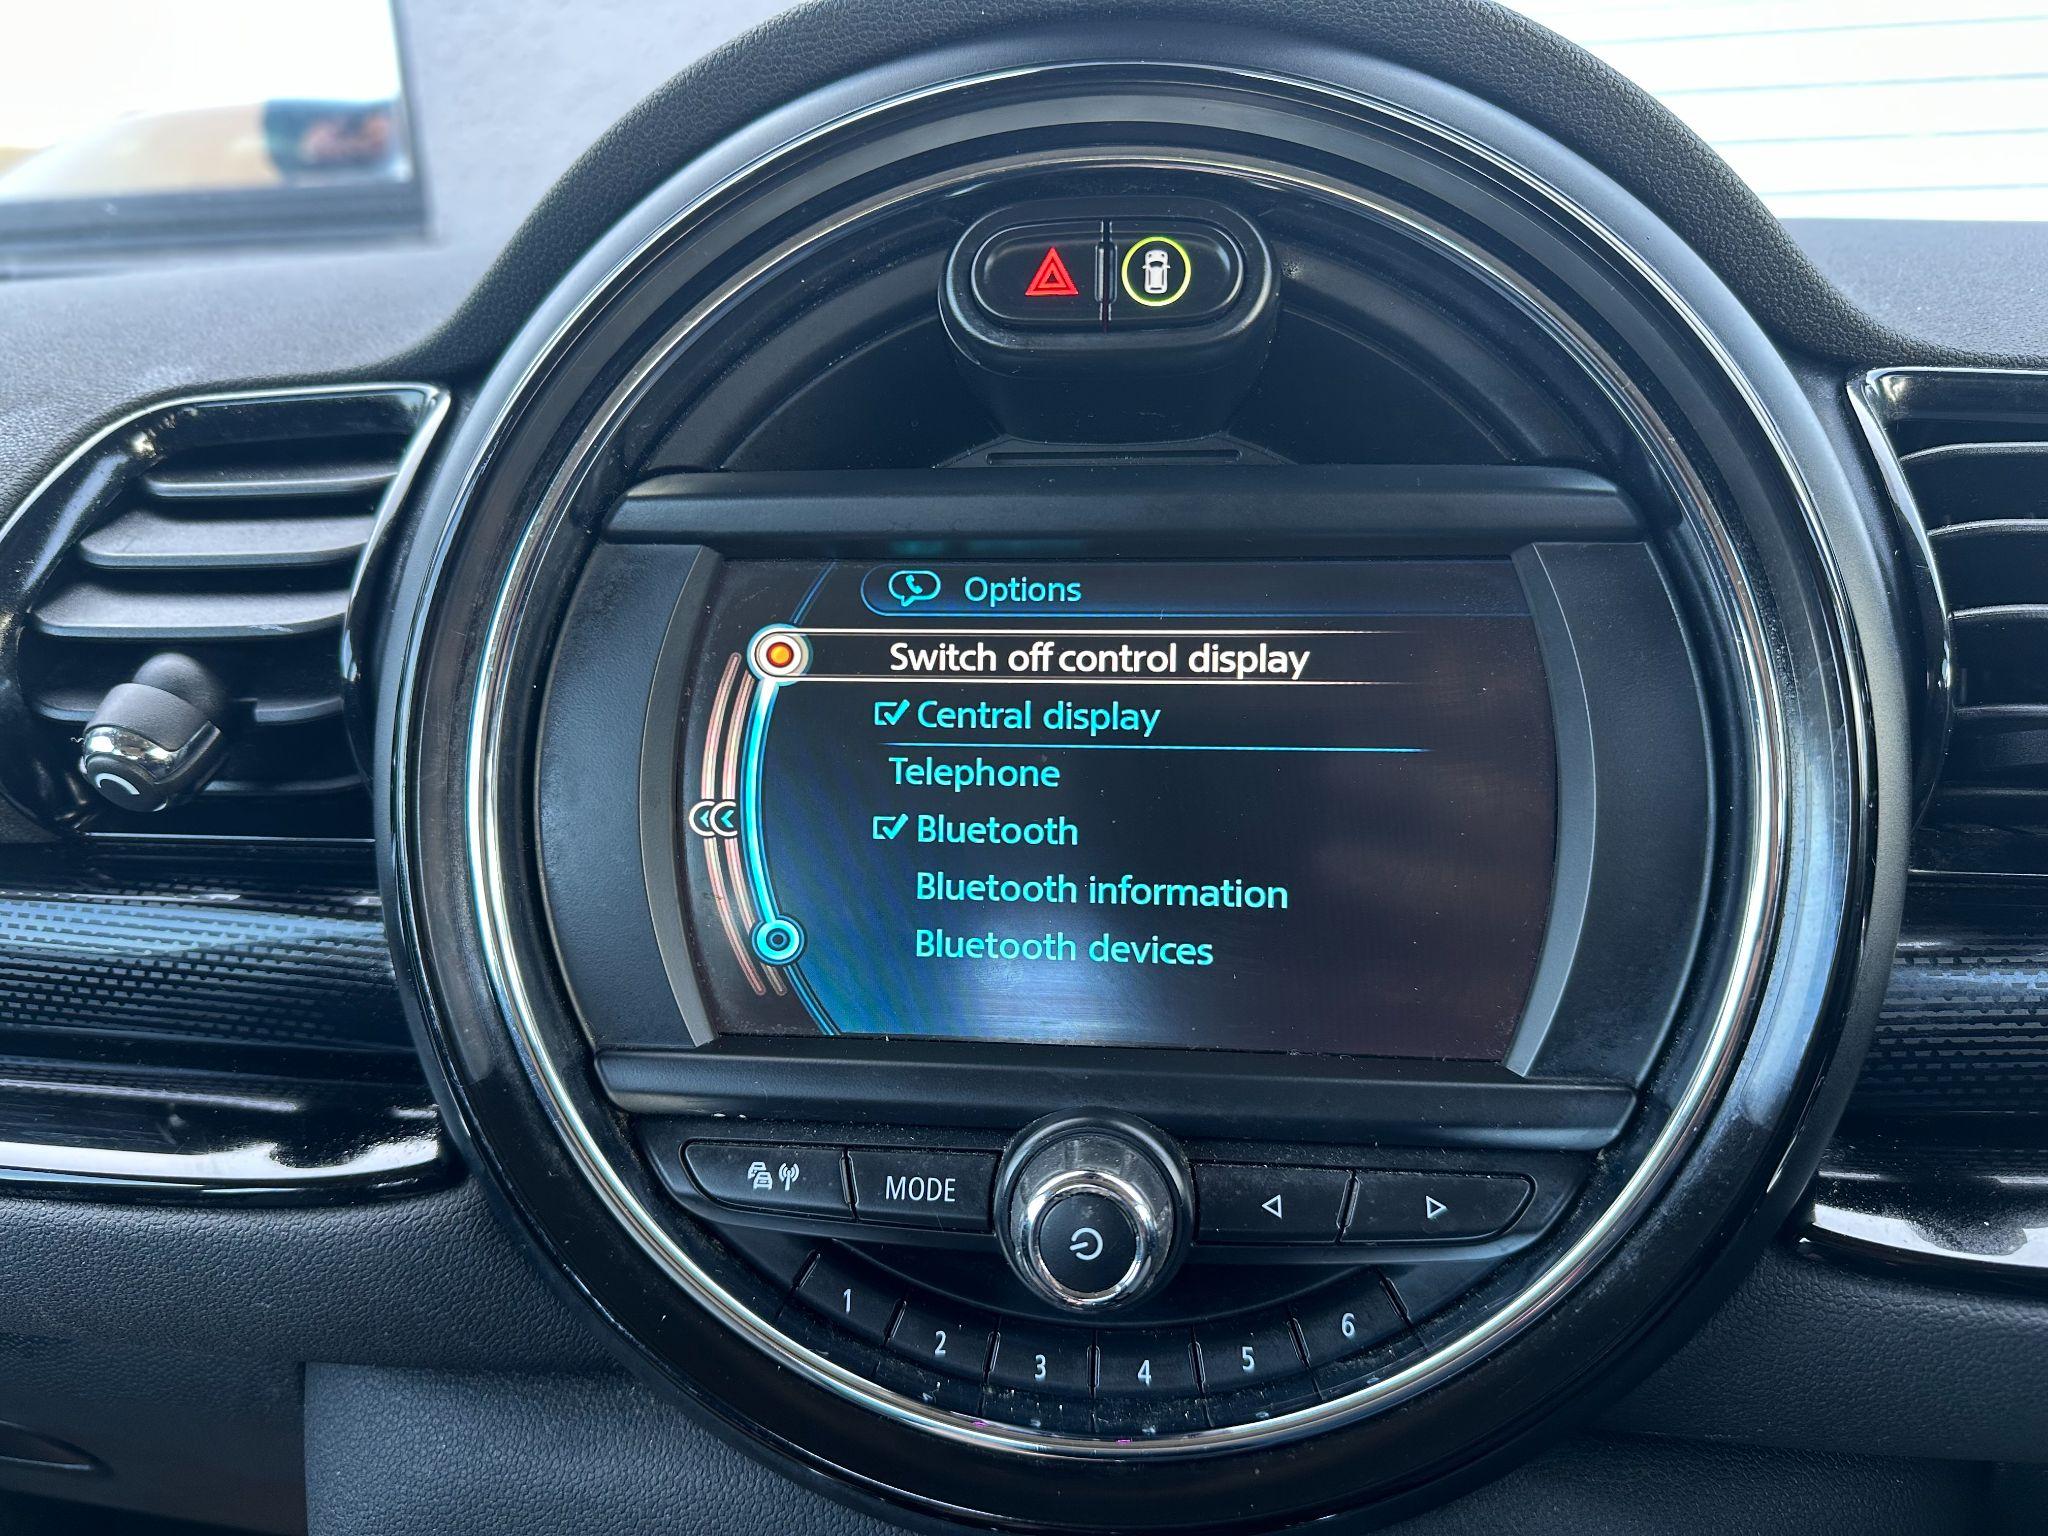 Options
Switch off control display
Central display
Telephone
Bluetooth
Bluetooth information
Bluetooth devices
MODE
1
2
3
4
5
6